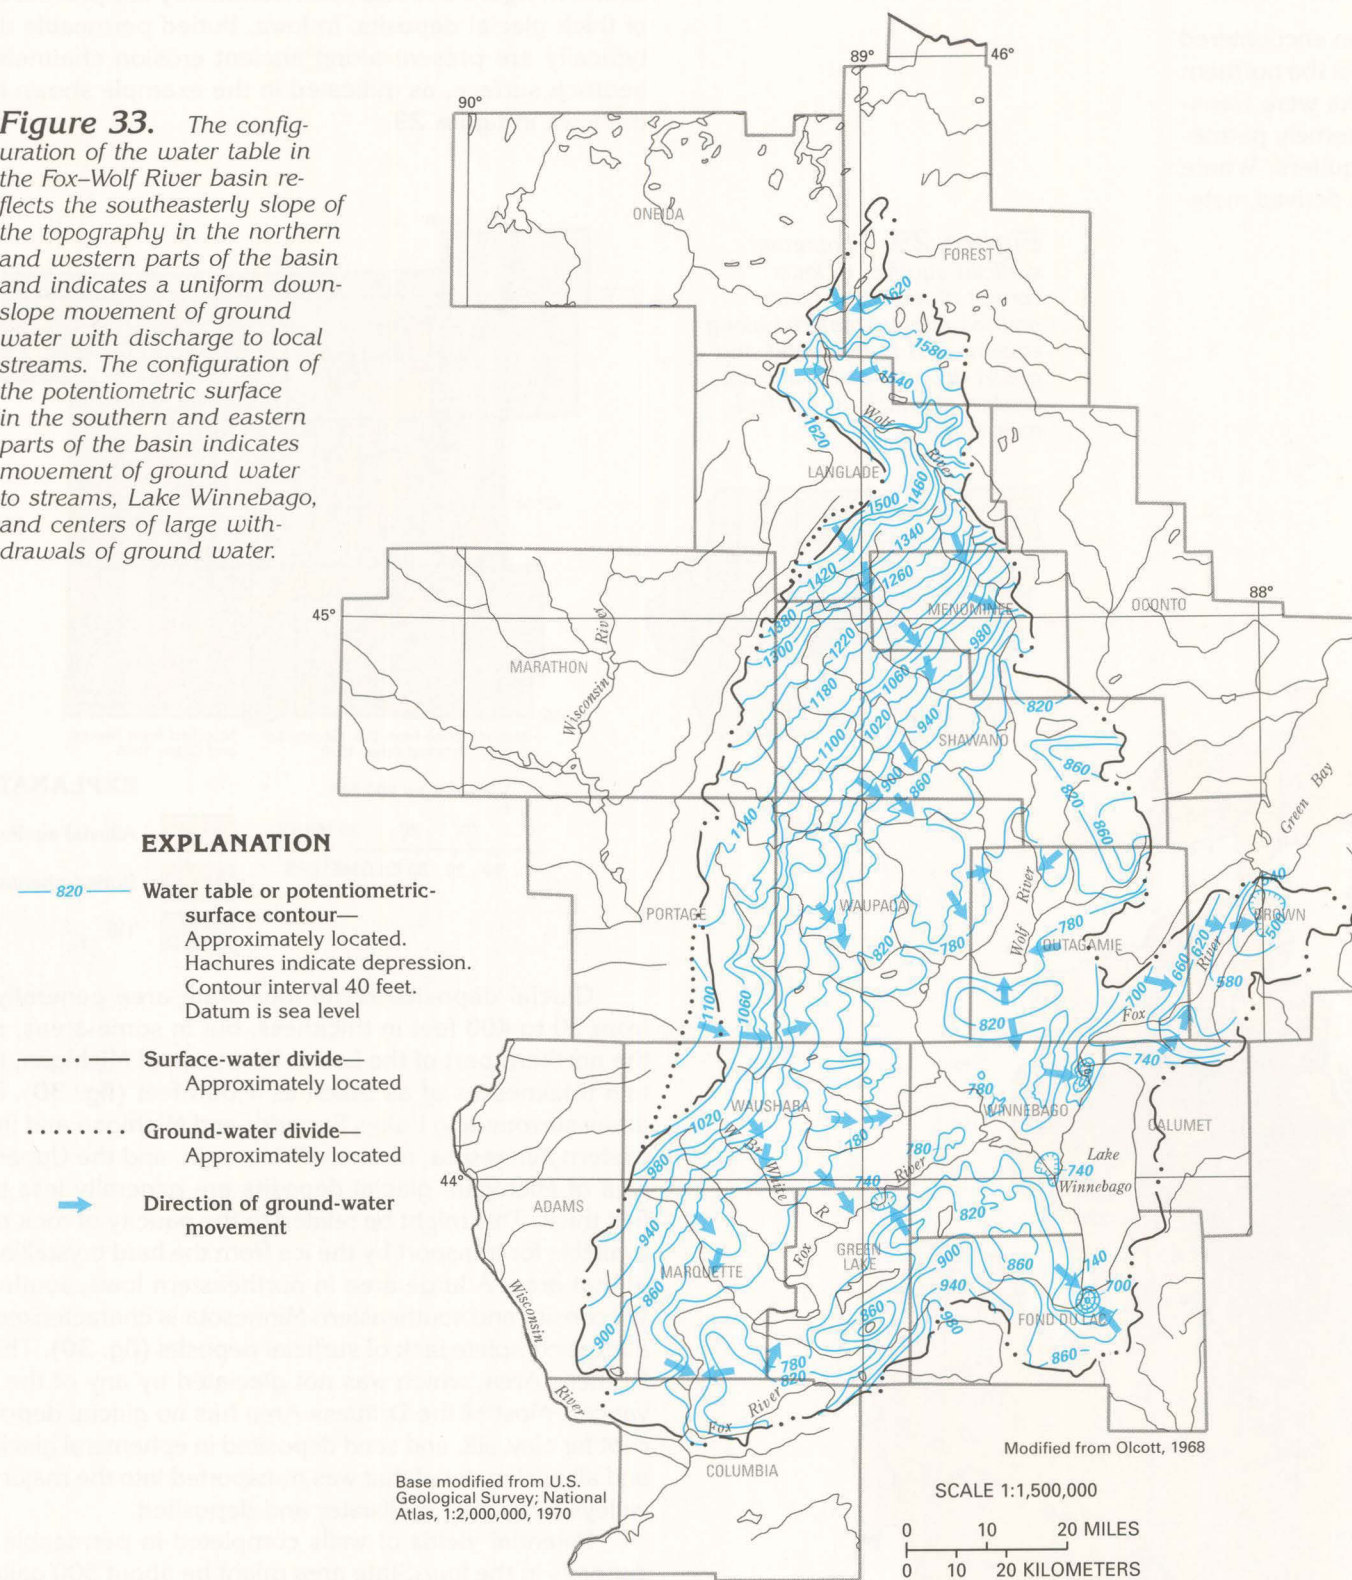 Figure 33. The config-
uration of the water table in
the Fox–Wolf River basin re-
flects the southeasterly slope of
the topography in the northern
and western parts of the basin
and indicates a uniform down-
slope movement of ground
water with discharge to local
streams. The configuration of
the potentiometric surface
in the southern and eastern
parts of the basin indicates
movement of ground water
to streams, Lake Winnebago,
and centers of large with-
drawals of ground water.
89°
46°
90°
ONEIDA
FOREST
1620
1580
1540
Wolf
River
1620
LANGLADE
1460
1500
1340
1420
1260
88°
45°
MENOMINEE
OCONTO
1380
980
1300
1220
River
MARATHON
1060
1180
Wisconsin
820
1020
940
1100
SHAWANO
860
900
860
820
Green Bay
1140
860
EXPLANATION
820
Water table or potentiometric-
surface contour—
Approximately located.
Hachures indicate depression.
Contour interval 40 feet.
Datum is sea level
Surface-water divide—
Approximately located
Ground-water divide—
Approximately located
Direction of ground-water
movement
540
PORTAGE
WAUPACA
River
BROWN
Wolf
780
500
820
780
OUTAGAMIE
620
River
660
580
700
1100
1060
820
Fox
740
780
WAUSHARA
WINNEBAGO
1020
W Br White
R
780
780
CALUMET
Lake
Winnebago
980
River
740
740
44°
ADAMS
820
940
Fox
GREEN
LAKE
900
860
740
MARQUETTE
940
700
860
860
980
FOND DU LAC
900
Wisconsin
860
780
820
River
River
Fox
COLUMBIA
Modified from Olcott, 1968
Base modified from U.S.
Geological Survey; National
Atlas, 1:2,000,000, 1970
SCALE 1:1,500,000
0 10 20 MILES
0 10 20 KILOMETERS